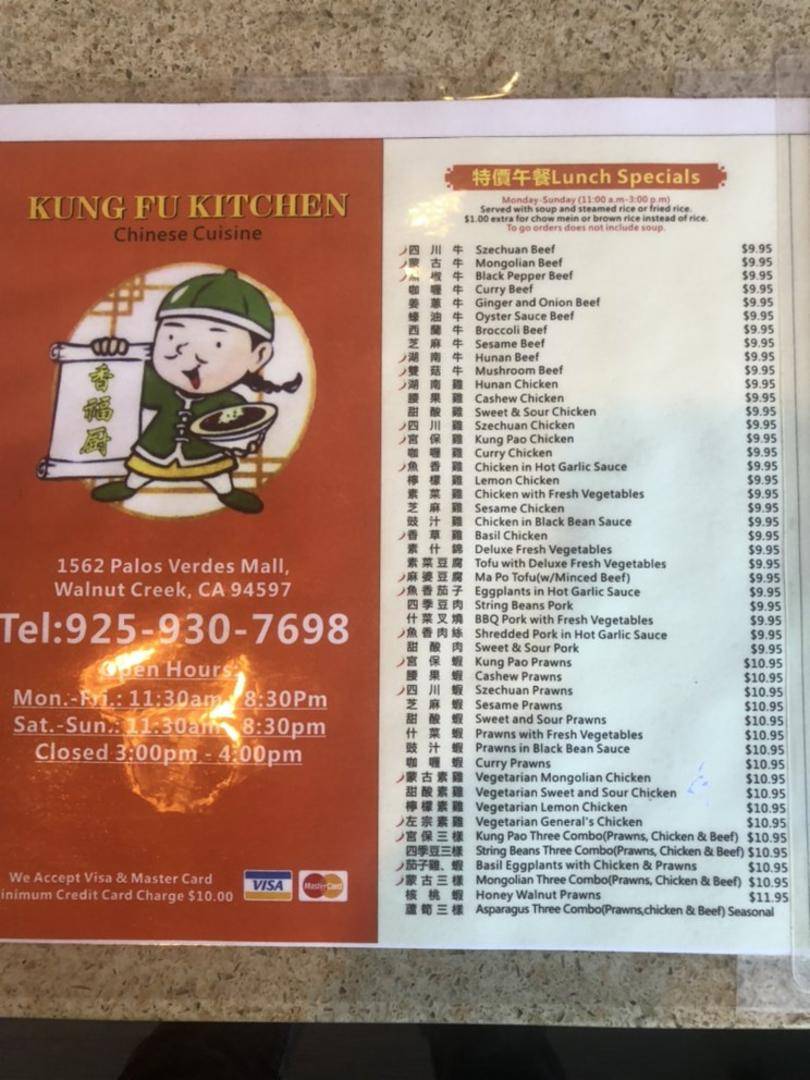 KUNG FU KITCHEN
Chinese Cuisine
香福廚
1562 Palos Verdes Mall,
Walnut Creek, CA 94597
Tel:925-930-7698
Open Hours:
Mon.-Fri.: 11:30am - 8:30Pm
Sat.-Sun.: 11:30am - 8:30pm
Closed 3:00pm - 4:00pm
We Accept Visa & Master Card
inimum Credit Card Charge $10.00
VISA
MasterCard
特價午餐Lunch Specials
Monday-Sunday (11:00 a.m-3:00 p.m)
Served with soup and steamed rice or fried rice.
$1.00 extra for chow mein or brown rice instead of rice.
To go orders does not include soup.
四川牛 Szechuan Beef $9.95
蒙古牛 Mongolian Beef $9.95
黑椒牛 Black Pepper Beef $9.95
咖喱牛 Curry Beef $9.95
姜蔥牛 Ginger and Onion Beef $9.95
蠔油牛 Oyster Sauce Beef $9.95
西蘭牛 Broccoli Beef $9.95
芝麻牛 Sesame Beef $9.95
湖南牛 Hunan Beef $9.95
雙菇牛 Mushroom Beef $9.95
湖南雞 Hunan Chicken $9.95
腰果雞 Cashew Chicken $9.95
甜酸雞 Sweet & Sour Chicken $9.95
四川雞 Szechuan Chicken $9.95
宮保雞 Kung Pao Chicken $9.95
咖喱雞 Curry Chicken $9.95
魚香雞 Chicken in Hot Garlic Sauce $9.95
檸檬雞 Lemon Chicken $9.95
素菜雞 Chicken with Fresh Vegetables $9.95
芝麻雞 Sesame Chicken $9.95
豉汁雞 Chicken in Black Bean Sauce $9.95
香草雞 Basil Chicken $9.95
素什錦 Deluxe Fresh Vegetables $9.95
素菜豆腐 Tofu with Deluxe Fresh Vegetables $9.95
麻婆豆腐 Ma Po Tofu(w/Minced Beef) $9.95
魚香茄子 Eggplants in Hot Garlic Sauce $9.95
四季豆肉 String Beans Pork $9.95
什菜叉燒 BBQ Pork with Fresh Vegetables $9.95
魚香肉絲 Shredded Pork in Hot Garlic Sauce $9.95
甜酸肉 Sweet & Sour Pork $9.95
宮保蝦 Kung Pao Prawns $10.95
腰果蝦 Cashew Prawns $10.95
四川蝦 Szechuan Prawns $10.95
芝麻蝦 Sesame Prawns $10.95
甜酸蝦 Sweet and Sour Prawns $10.95
什菜蝦 Prawns with Fresh Vegetables $10.95
豉汁蝦 Prawns in Black Bean Sauce $10.95
咖喱蝦 Curry Prawns $10.95
蒙古素雞 Vegetarian Mongolian Chicken $10.95
甜酸素雞 Vegetarian Sweet and Sour Chicken $10.95
檸檬素雞 Vegetarian Lemon Chicken $10.95
左宗素雞 Vegetarian General's Chicken $10.95
宮保三樣 Kung Pao Three Combo(Prawns, Chicken & Beef) $10.95
四季豆三樣 String Beans Three Combo(Prawns, Chicken & Beef) $10.95
茄子雞、蝦 Basil Eggplants with Chicken & Prawns $10.95
蒙古三樣 Mongolian Three Combo(Prawns, Chicken & Beef) $10.95
核桃蝦 Honey Walnut Prawns $11.95
蘆筍三樣 Asparagus Three Combo(Prawns,chicken & Beef) Seasonal